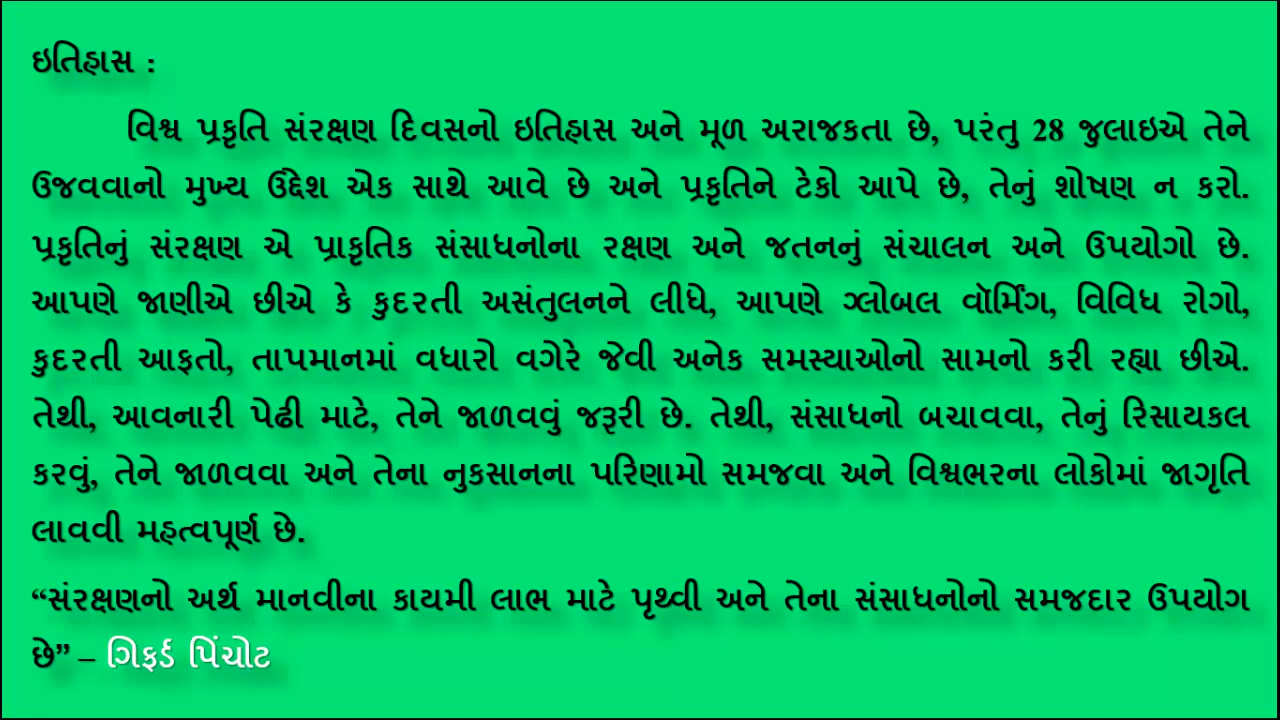 ઇતિહાસ :
વિશ્વ પ્રકૃતિ સંરક્ષણ દિવસનો ઇતિહાસ અને મૂળ અરાજકતા છે, પરંતુ 28 જુલાઇએ તેને
ઉજવવાનો મુખ્ય ઉદ્દેશ એક સાથે આવે છે અને પ્રકૃતિને ટેકો આપે છે, તેનું શોષણ ન કરો.
પ્રકૃતિનું સંરક્ષણ એ પ્રાકૃતિક સંસાધનોના રક્ષણ અને જતનનું સંચાલન અને ઉપયોગો છે.
આપણે જાણીએ છીએ કે કુદરતી અસંતુલનને લીધે, આપણે ગ્લોબલ વૉર્મિંગ, વિવિધ રોગો,
કુદરતી આફતો, તાપમાનમાં વધારો વગેરે જેવી અનેક સમસ્યાઓનો સામનો કરી રહ્યા છીએ.
તેથી, આવનારી પેઢી માટે, તેને જાળવવું જરૂરી છે. તેથી, સંસાધનો બચાવવા, તેનું રિસાયકલ
કરવું, તેને જાળવવા અને તેના નુકસાનના પરિણામો સમજવા અને વિશ્વભરના લોકોમાં જાગૃતિ
લાવવી મહત્વપૂર્ણ છે.
“સંરક્ષણનો અર્થ માનવીના કાયમી લાભ માટે પૃથ્વી અને તેના સંસાધનોનો સમજદાર ઉપયોગ
છે” – ગિફર્ડ પિંચોટ